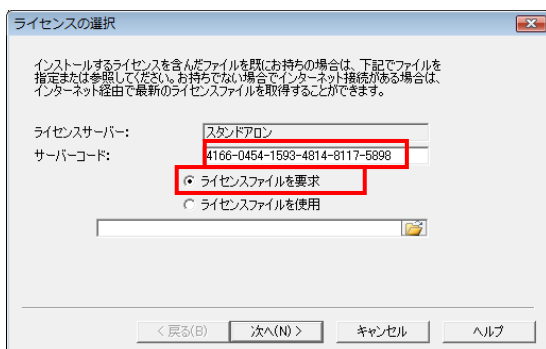 ライセンスの選択
インストールするライセンスを含んだファイルを既にお持ちの場合は、下記でファイルを
指定または参照してください。お持ちでない場合でインターネット接続がある場合は、
インターネット経由で最新のライセンスファイルを取得することができます。
ライセンスサーバー: スタンドアロン
サーバーコード: 4166-0454-1593-4814-8117-5898
ライセンスファイルを要求
ライセンスファイルを使用
< 戻る(B) 次へ(N) > キャンセル ヘルプ